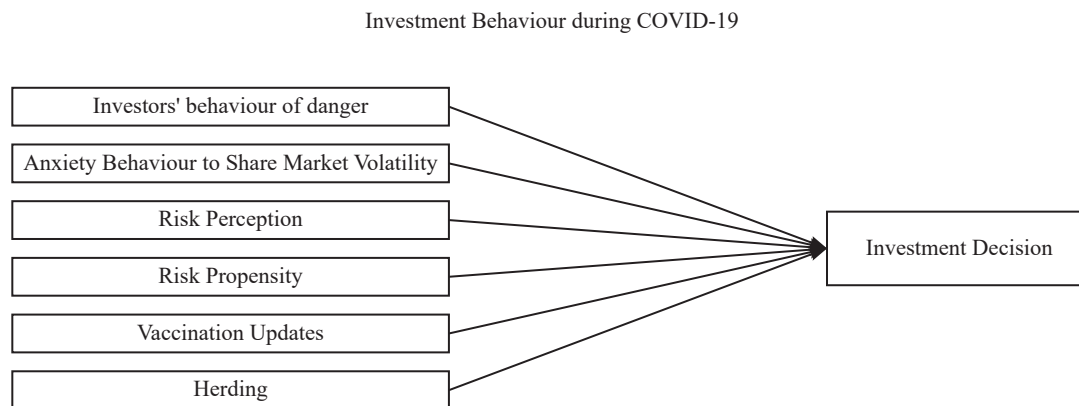 Investment Behaviour during COVID-19
Investors' behaviour of danger
Anxiety Behaviour to Share Market Volatility
Risk Perception
Risk Propensity
Vaccination Updates
Herding
Investment Decision